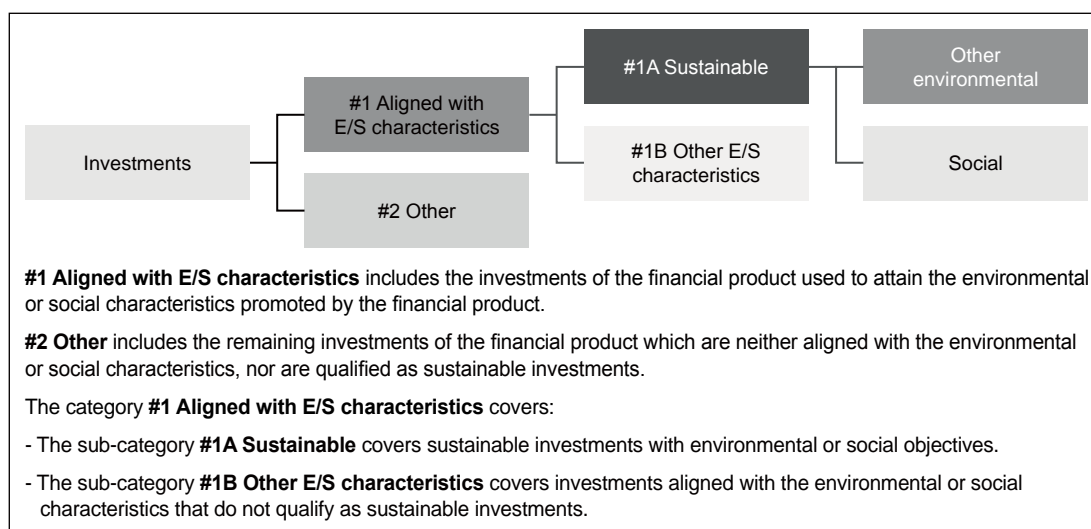 Investments
#1 Aligned with
E/S characteristics
#2 Other
#1A Sustainable
#1B Other E/S
characteristics
Other
environmental
Social
#1 Aligned with E/S characteristics includes the investments of the financial product used to attain the environmental
or social characteristics promoted by the financial product.
#2 Other includes the remaining investments of the financial product which are neither aligned with the environmental
or social characteristics, nor are qualified as sustainable investments.
The category #1 Aligned with E/S characteristics covers:
- The sub-category #1A Sustainable covers sustainable investments with environmental or social objectives.
- The sub-category #1B Other E/S characteristics covers investments aligned with the environmental or social
characteristics that do not qualify as sustainable investments.